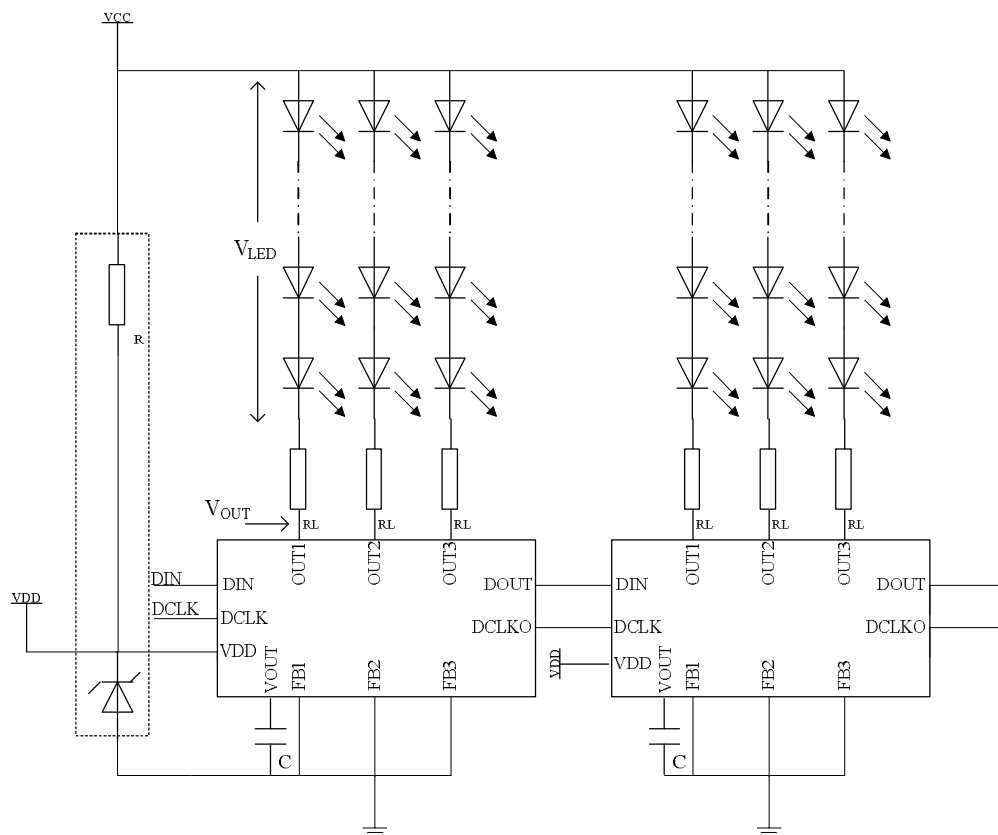 VCC
VLED
R
VOUT
RL RL RL RL RL RL
OUT1 OUT2 OUT3 OUT1 OUT2 OUT3
DIN DIN DOUT DIN DOUT
DCLK DCLK DCLKO DCLK DCLKO
VDD VDD VDD VDD
VOUT FB1 FB2 FB3 VOUT FB1 FB2 FB3
C C